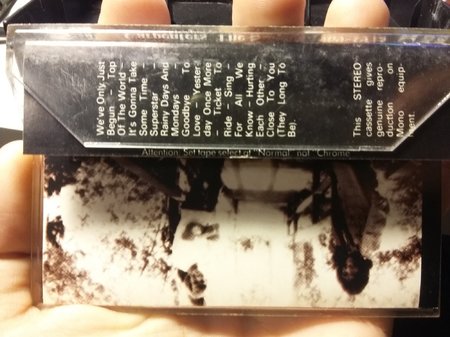 We've Only Just
Begun - Top
Of The World -
It's Gonna Take
Some Time -
Superstar -
Rainy Days And
Mondays -
Goodbye To
Love - Yester-
day Once More
- Ticket To
Ride - Sing -
For All We
Know - Hurting
Each Other -
Close To You
(They Long To
Be).
This STEREO
cassette gives
genuine repro-
duction on
Mono equip-
ment.
Attention. Set tape selector "Normal" not "Chrome"